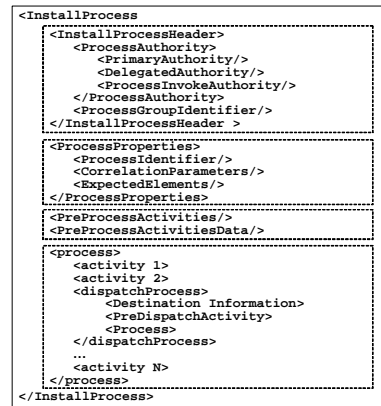 <InstallProcess
<InstallProcessHeader>
<ProcessAuthority>
<PrimaryAuthority/>
<DelegatedAuthority/>
<ProcessInvokeAuthority/>
</ProcessAuthority>
<ProcessGroupIdentifier/>
</InstallProcessHeader >
<ProcessProperties>
<ProcessIdentifier/>
<CorrelationParameters/>
<ExpectedElements/>
</ProcessProperties>
<PreProcessActivities/>
<PreProcessActivitiesData/>
<process>
<activity 1>
<activity 2>
<dispatchProcess>
<Destination Information>
<PreDispatchActivity>
<Process>
</dispatchProcess>
…
<activity N>
</process>
</InstallProcess>